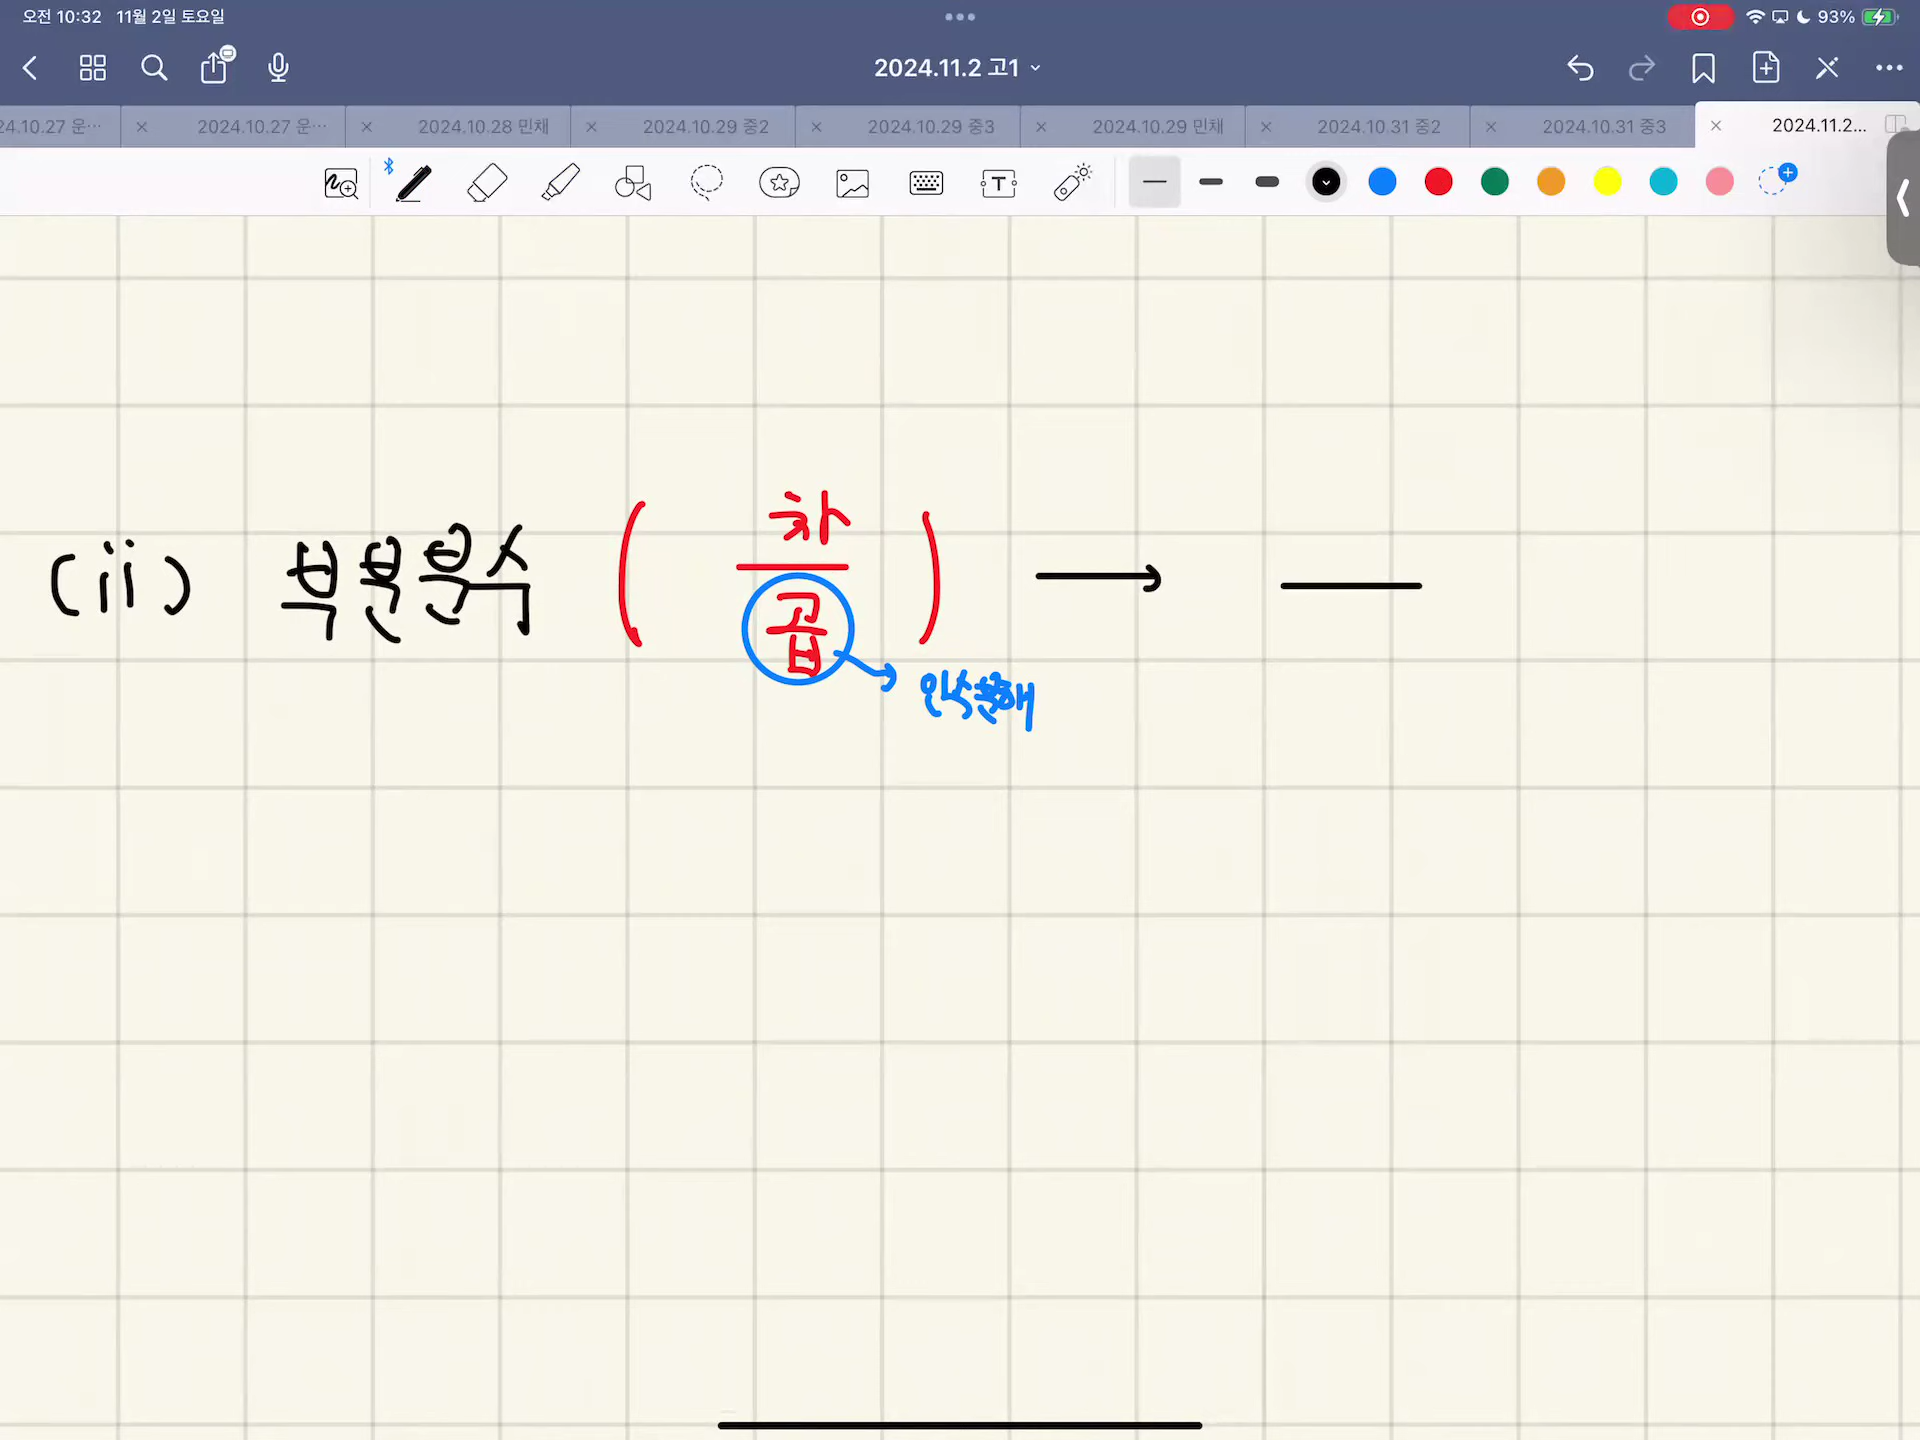 오전 10:32 11월 2일 토요일
93%
2024.11.2 고1
24.10.27 운…
2024.10.27 운…
2024.10.28 민채
2024.10.29 중2
2024.10.29 중3
2024.10.29 민채
2024.10.31 중2
2024.10.31 중3
2024.11.2...
T
(ii) 부분분식 ( 차
곱 )
인수분해